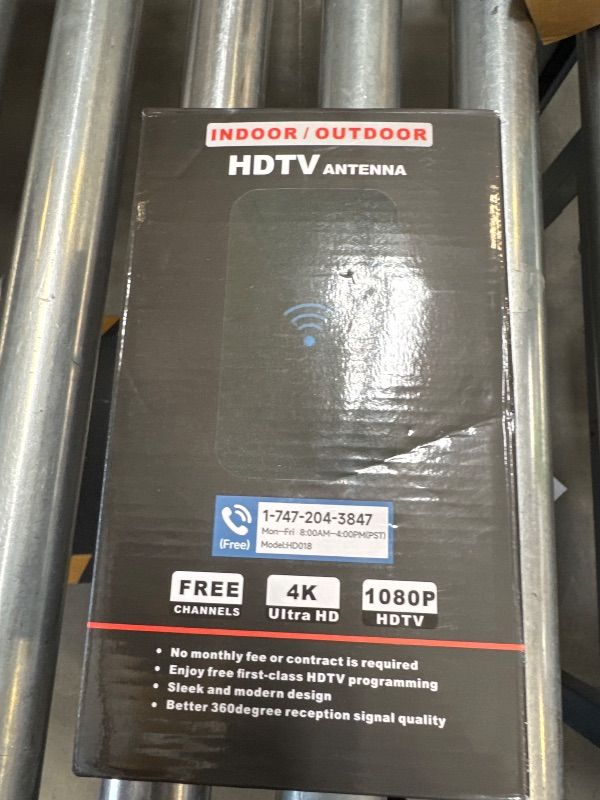 INDOOR / OUTDOOR
HDTV ANTENNA
1-747-204-3847
Mon-Fri 8:00AM-4:00PM(PST)
(Free)
Model:HD018
FREE
CHANNELS
4K
Ultra HD
1080P
HDTV
• No monthly fee or contract is required
• Enjoy free first-class HDTV programming
• Sleek and modern design
• Better 360degree reception signal quality